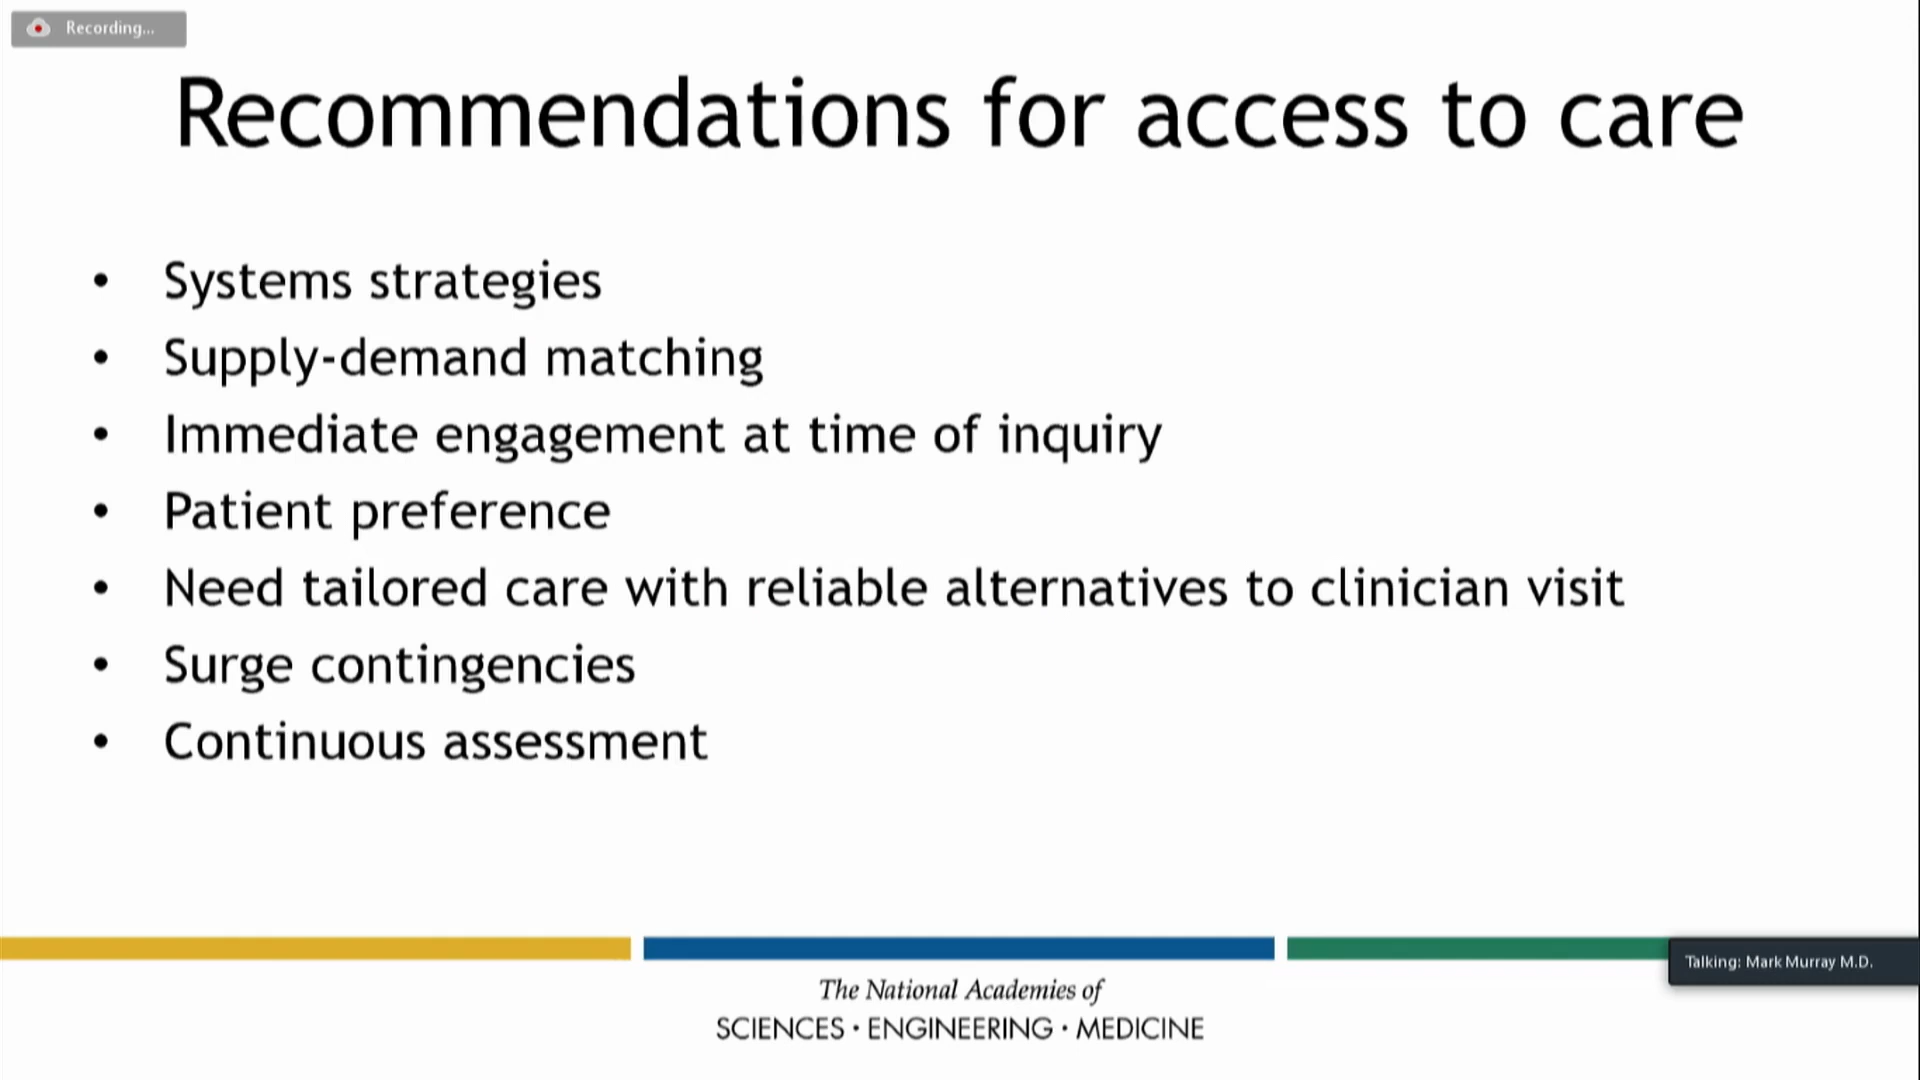 Recording...
Recommendations for access to care
• Systems strategies
• Supply-demand matching
• Immediate engagement at time of inquiry
• Patient preference
• Need tailored care with reliable alternatives to clinician visit
• Surge contingencies
• Continuous assessment
Talking: Mark Murray M.D.
The National Academies of
SCIENCES · ENGINEERING · MEDICINE